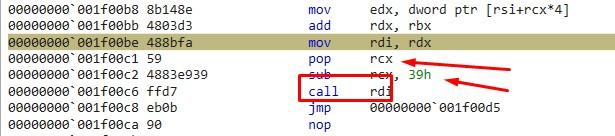 00000000`001f00b8 8b148e mov edx, dword ptr [rsi+rcx*4]
00000000`001f00bb 4803d3 add rdx, rbx
00000000`001f00be 488bfa mov rdi, rdx
00000000`001f00c1 59 pop rcx
00000000`001f00c2 4883e939 sub rcx, 39h
00000000`001f00c6 ffd7 call rdi
00000000`001f00c8 eb0b jmp 00000000`001f00d5
00000000`001f00ca 90 nop